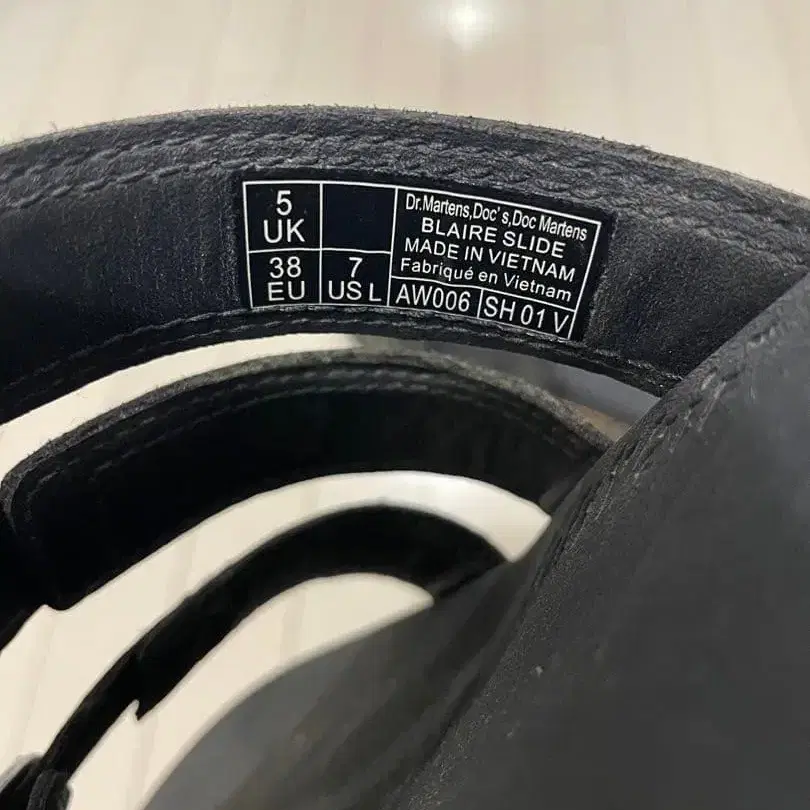 5
UK
38
EU
7
US L
Dr.Martens,Doc's,Doc Martens
BLAIRE SLIDE
MADE IN VIETNAM
Fabriqué en Vietnam
AW006
SH 01 V